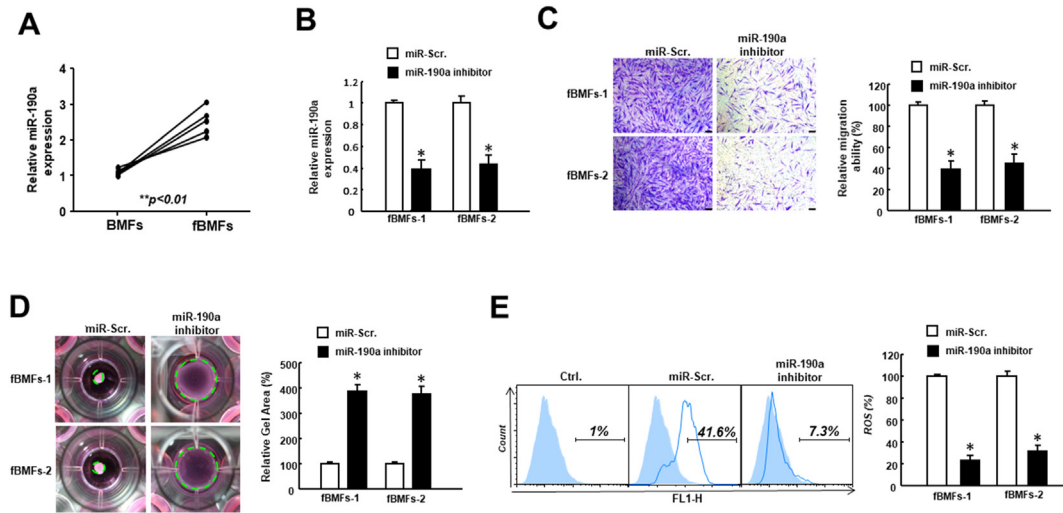 A
Relative miR-190a
expression
4
3
2
1
0
**p<0.01
BMFs
fBMFs
B
miR-Scr.
miR-190a inhibitor
Relative miR-190a
expression
1.2
1
0.8
0.6
0.4
0.2
0
*
*
fBMFs-1
fBMFs-2
C
miR-Scr.
miR-190a
inhibitor
fBMFs-1
fBMFs-2
miR-Scr.
miR-190a inhibitor
Relative migration
ability (%)
120
100
80
60
40
20
0
*
*
fBMFs-1
fBMFs-2
D
miR-Scr.
miR-190a
inhibitor
fBMFs-1
fBMFs-2
miR-Scr.
miR-190a inhibitor
Relative Gel Area (%)
500
400
300
200
100
0
*
*
fBMFs-1
fBMFs-2
E
Ctrl.
miR-Scr.
miR-190a
inhibitor
Count
1%
41.6%
7.3%
FL1-H
miR-Scr.
miR-190a inhibitor
ROS (%)
120
100
80
60
40
20
0
*
*
fBMFs-1
fBMFs-2